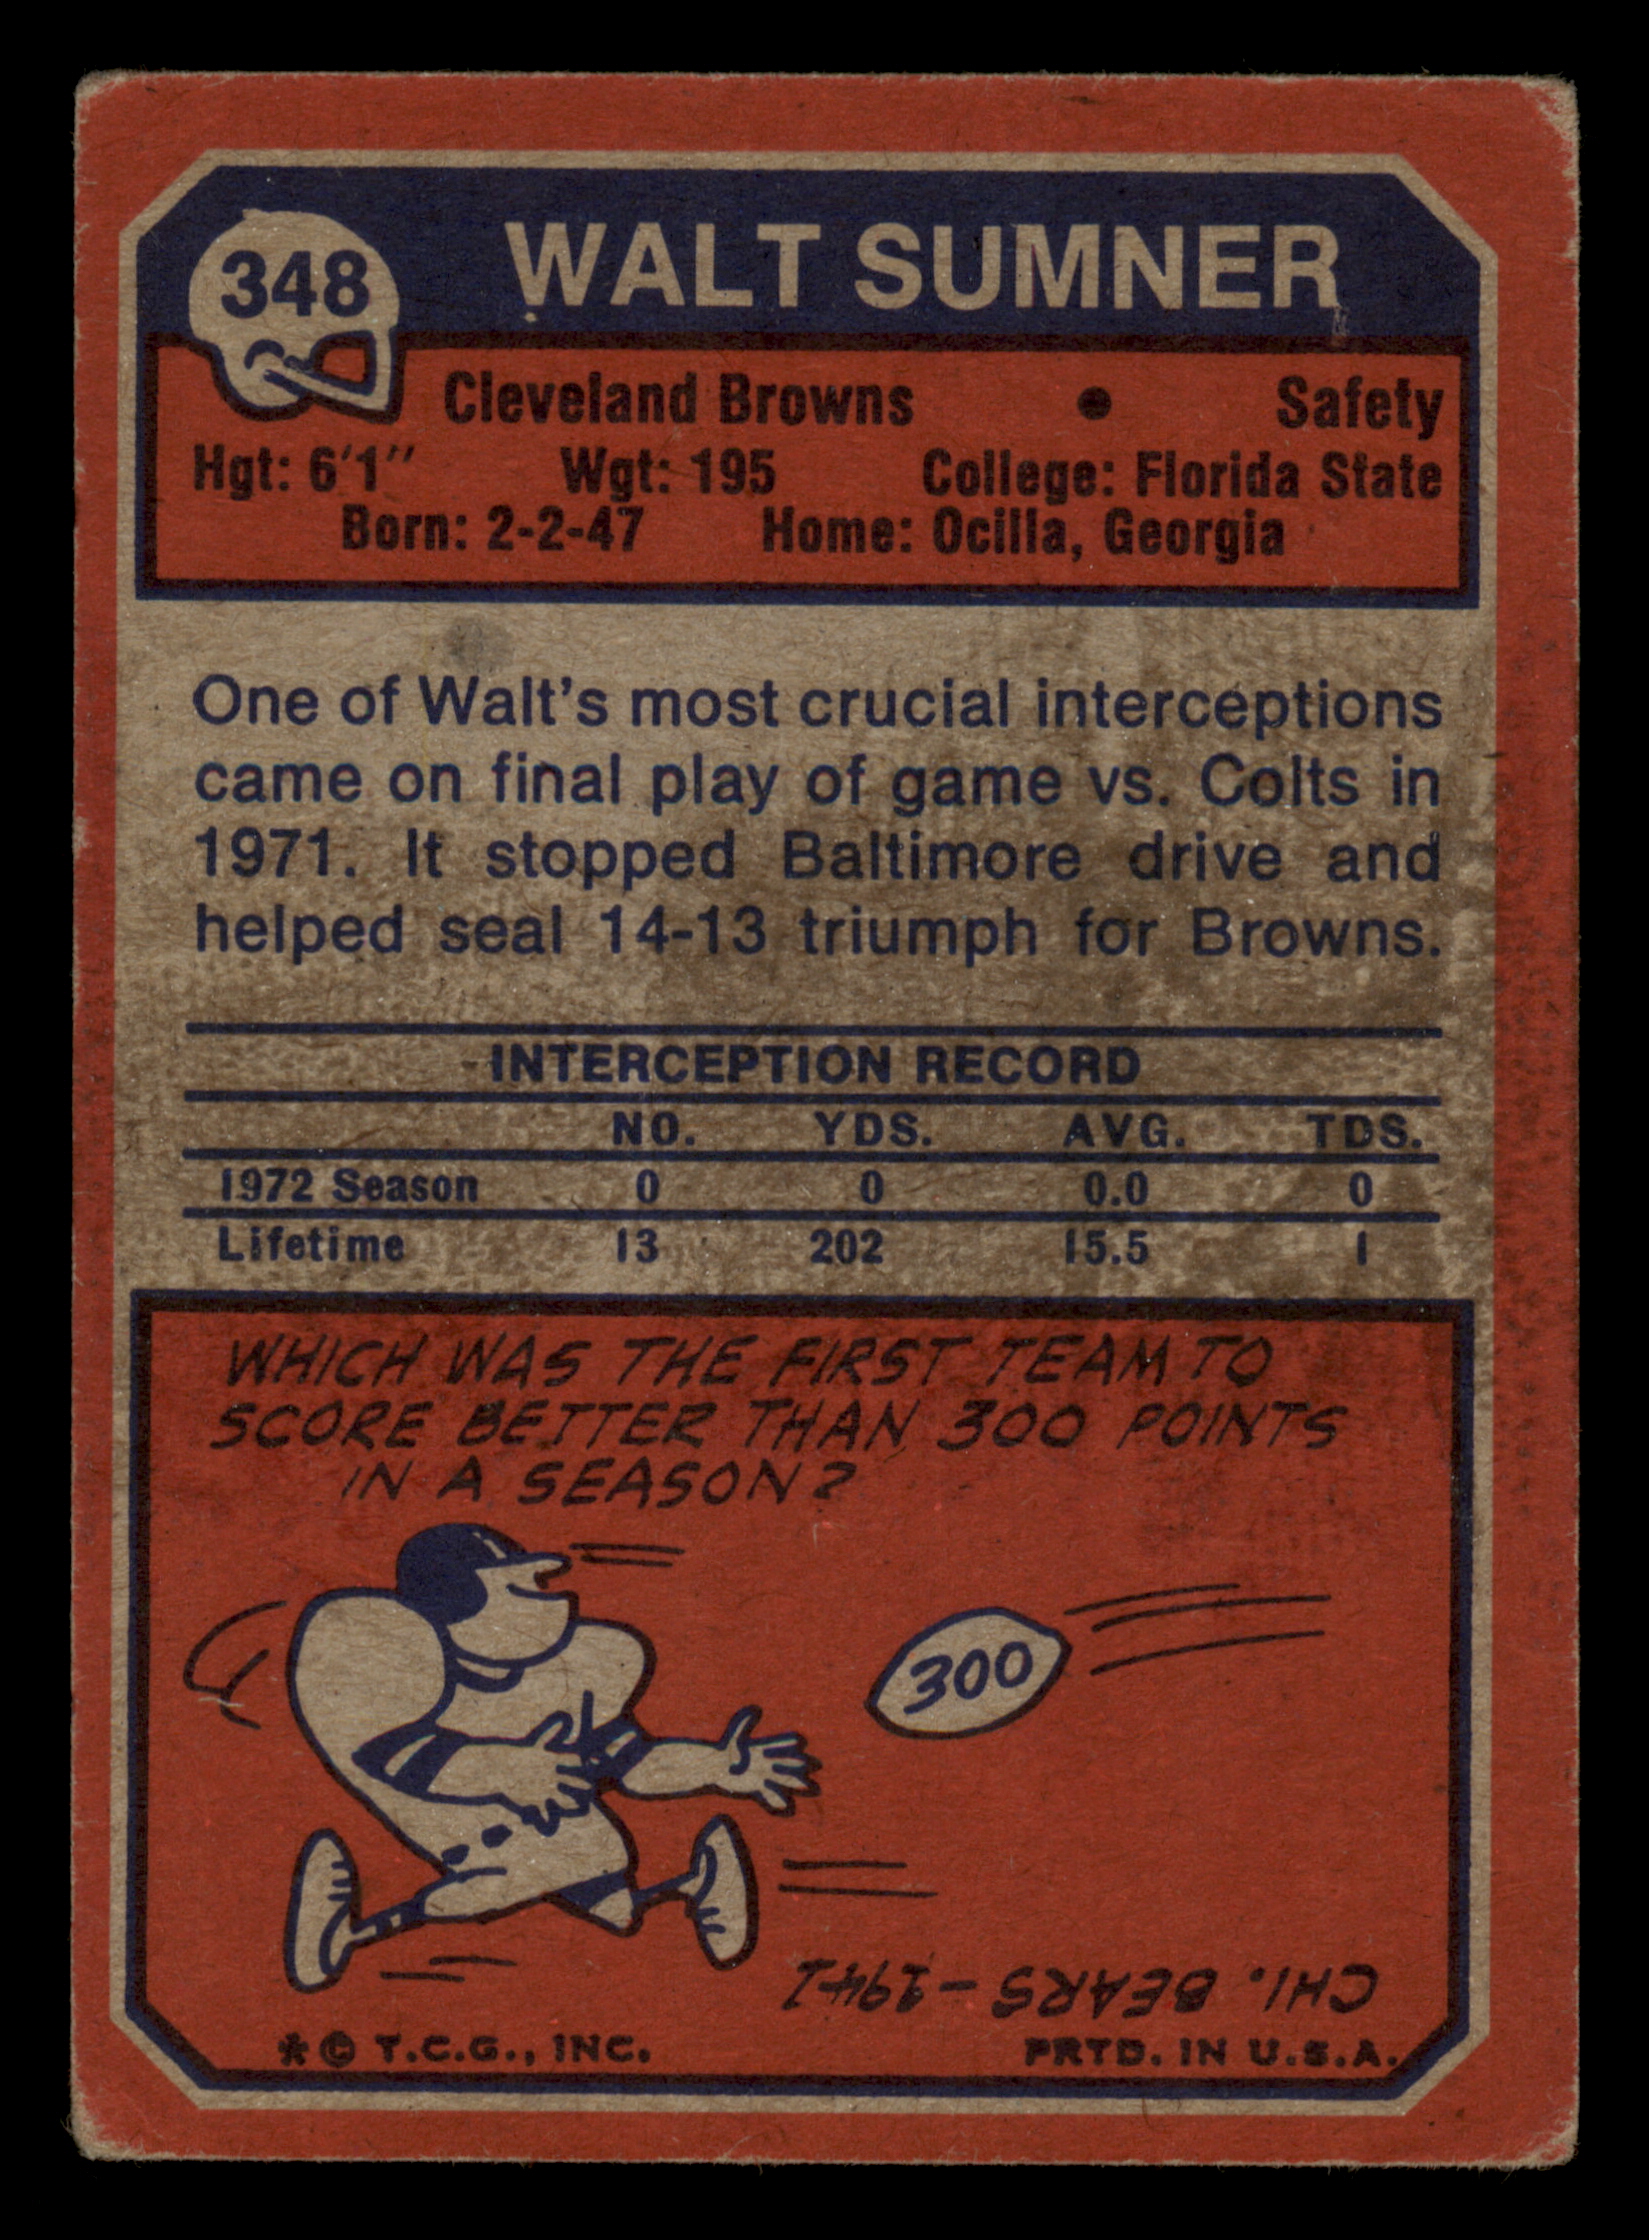 348
WALT SUMNER
Cleveland Browns • Safety
Hgt: 6'1" Wgt: 195 College: Florida State
Born: 2-2-47 Home: Ocilla, Georgia
One of Walt's most crucial interceptions
came on final play of game vs. Colts in
1971. It stopped Baltimore drive and
helped seal 14-13 triumph for Browns.
INTERCEPTION RECORD
NO. YDS. AVG. TDS.
1972 Season 0 0 0.0 0
Lifetime 13 202 15.5 1
WHICH WAS THE FIRST TEAM TO
SCORE BETTER THAN 300 POINTS
IN A SEASON?
300
CHI. BEARS - 1941
*© T.C.G., INC. PRTD. IN U.S.A.